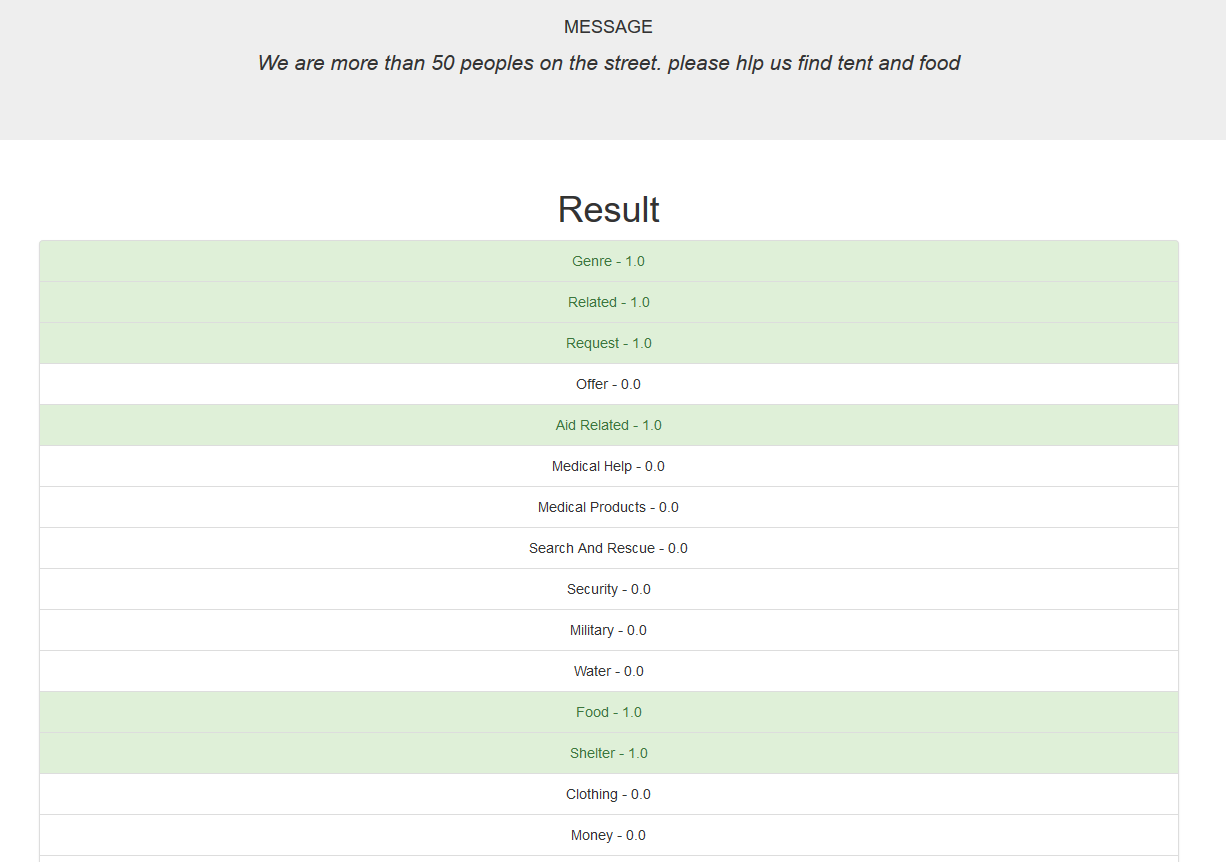 MESSAGE
We are more than 50 peoples on the street. please hlp us find tent and food
Result
Genre - 1.0
Related - 1.0
Request - 1.0
Offer - 0.0
Aid Related - 1.0
Medical Help - 0.0
Medical Products - 0.0
Search And Rescue - 0.0
Security - 0.0
Military - 0.0
Water - 0.0
Food - 1.0
Shelter - 1.0
Clothing - 0.0
Money - 0.0